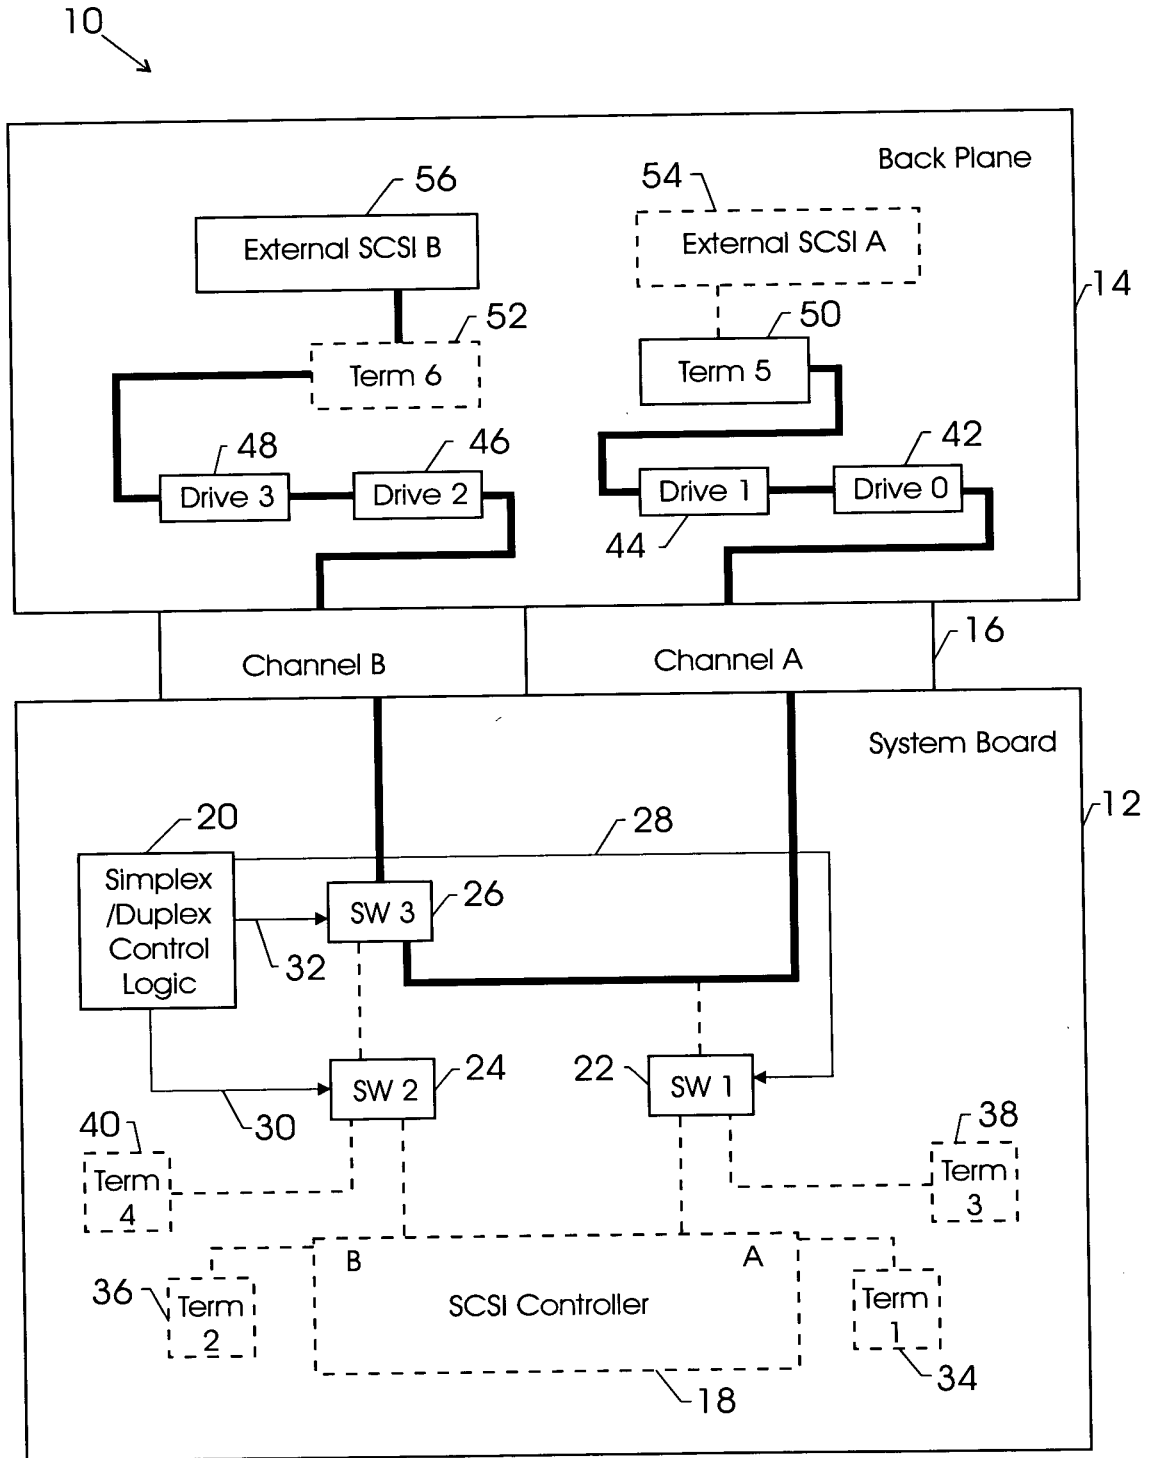 10
Back Plane
56
External SCSI B
54
External SCSI A
14
52
Term 6
50
Term 5
48
Drive 3
46
Drive 2
Drive 1
44
42
Drive 0
Channel B
Channel A
16
System Board
12
20
Simplex
/Duplex
Control
Logic
28
SW 3
26
32
SW 2
24
22
SW 1
30
40
Term
4
38
Term
3
B
A
SCSI Controller
36
Term
2
Term
1
34
18